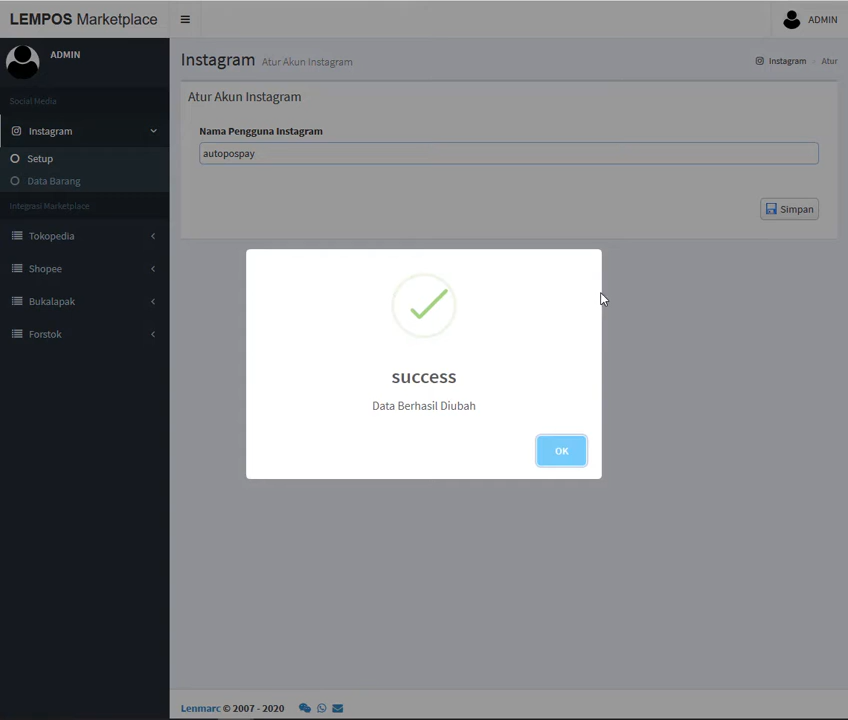 LEMPOS Marketplace
ADMIN
ADMIN
Instagram Atur Akun Instagram
Instagram
Atur
Social Media
Atur Akun Instagram
Instagram
Nama Pengguna Instagram
autopospay
Setup
Data Barang
Integrasi Marketplace
Simpan
Tokopedia
Shopee
Bukalapak
Forstok
success
Data Berhasil Diubah
OK
Lenmarc © 2007 - 2020